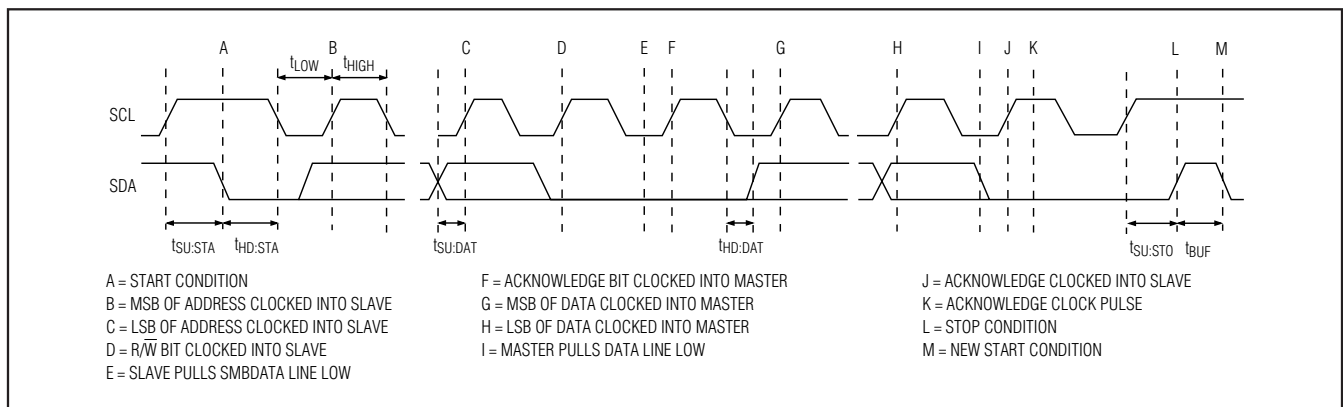 A B C D E F G H I J K L M
tLOW tHIGH
SCL
SDA
tSU:STA tHD:STA tSU:DAT tHD:DAT tSU:STO tBUF
A = START CONDITION
B = MSB OF ADDRESS CLOCKED INTO SLAVE
C = LSB OF ADDRESS CLOCKED INTO SLAVE
D = R/W̅ BIT CLOCKED INTO SLAVE
E = SLAVE PULLS SMBDATA LINE LOW
F = ACKNOWLEDGE BIT CLOCKED INTO MASTER
G = MSB OF DATA CLOCKED INTO MASTER
H = LSB OF DATA CLOCKED INTO MASTER
I = MASTER PULLS DATA LINE LOW
J = ACKNOWLEDGE CLOCKED INTO SLAVE
K = ACKNOWLEDGE CLOCK PULSE
L = STOP CONDITION
M = NEW START CONDITION